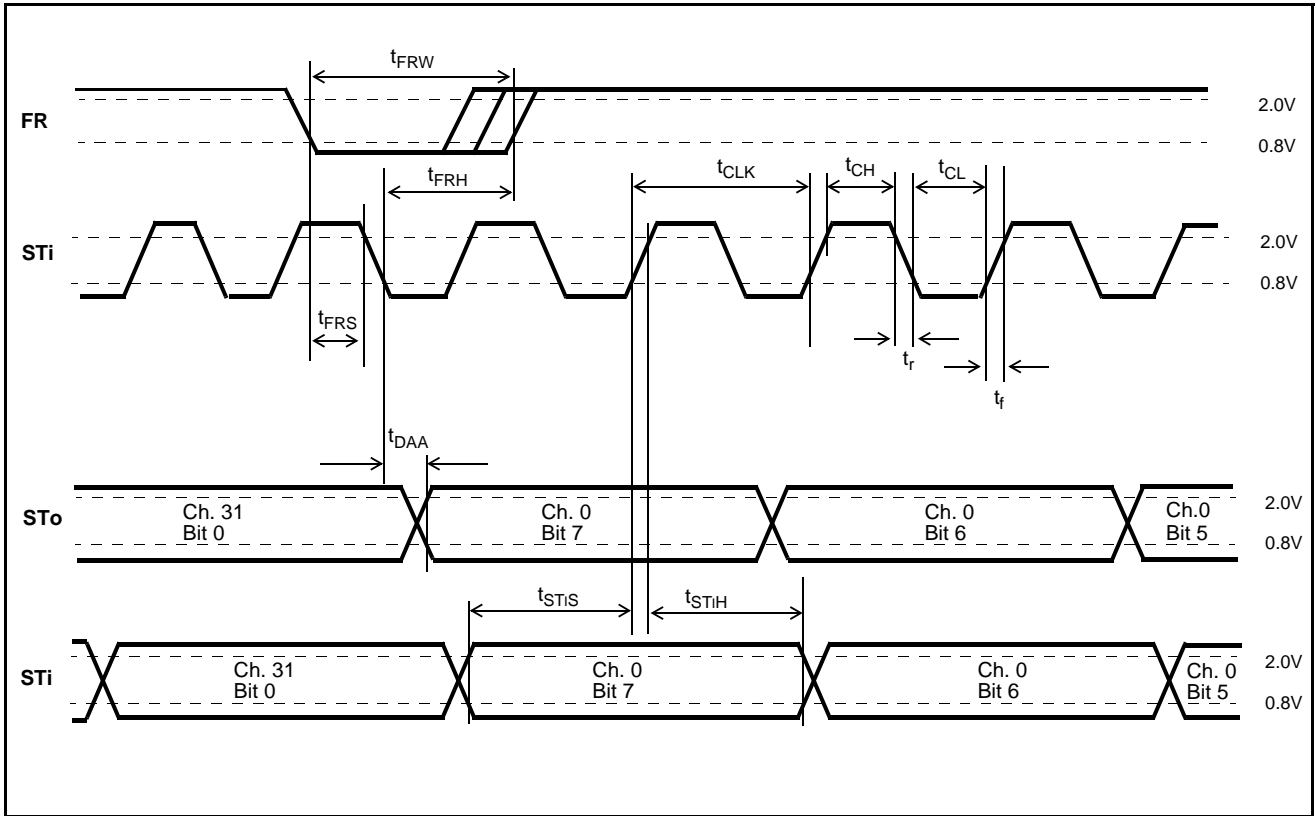 tFRW
FR
2.0V
0.8V
tFRH
tCLK
tCH
tCL
STi
2.0V
0.8V
tFRS
tr
tf
tDAA
STo
Ch. 31
Bit 0
Ch. 0
Bit 7
Ch. 0
Bit 6
Ch.0
Bit 5
2.0V
0.8V
tSTiS
tSTiH
STi
Ch. 31
Bit 0
Ch. 0
Bit 7
Ch. 0
Bit 6
Ch. 0
Bit 5
2.0V
0.8V